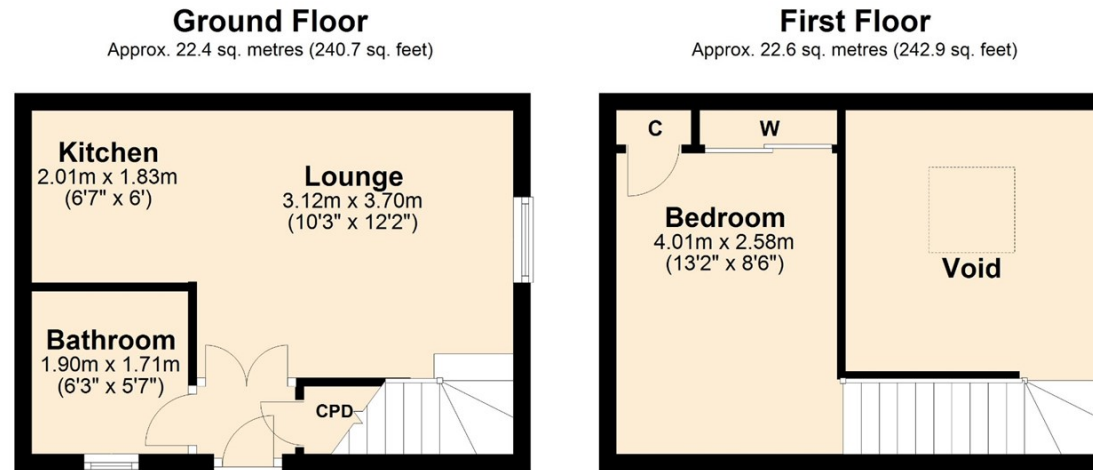 Ground Floor
Approx. 22.4 sq. metres (240.7 sq. feet)
Kitchen
2.01m x 1.83m
(6'7" x 6')
Lounge
3.12m x 3.70m
(10'3" x 12'2")
Bathroom
1.90m x 1.71m
(6'3" x 5'7")
CPD
First Floor
Approx. 22.6 sq. metres (242.9 sq. feet)
C
W
Bedroom
4.01m x 2.58m
(13'2" x 8'6")
Void